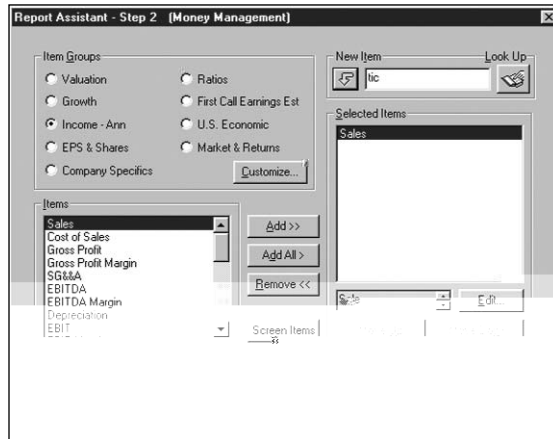 Report Assistant - Step 2 (Money Management)
Item Groups
Valuation
Growth
Income - Ann
EPS & Shares
Company Specifics
Ratios
First Call Earnings Est
U.S. Economic
Market & Returns
Customize...
New Item
Look Up
tic
Selected Items
Sales
Items
Sales
Cost of Sales
Gross Profit
Gross Profit Margin
SG&&A
EBITDA
EBITDA Margin
Depreciation
EBIT
Add >>
Add All >
Remove <<
Screen Items
Edit...